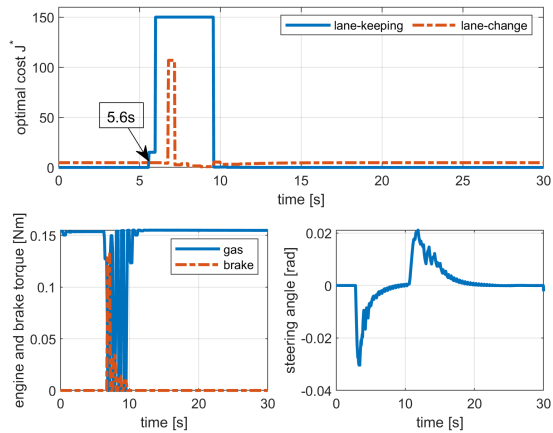 optimal cost J*
150
100
50
0
lane-keeping
lane-change
5.6s
0 5 10 15 20 25 30
time [s]
engine and brake torque [Nm]
0.15
0.1
0.05
0
gas
brake
0 10 20 30
time [s]
steering angle [rad]
0.02
0
-0.02
-0.04
0 10 20 30
time [s]